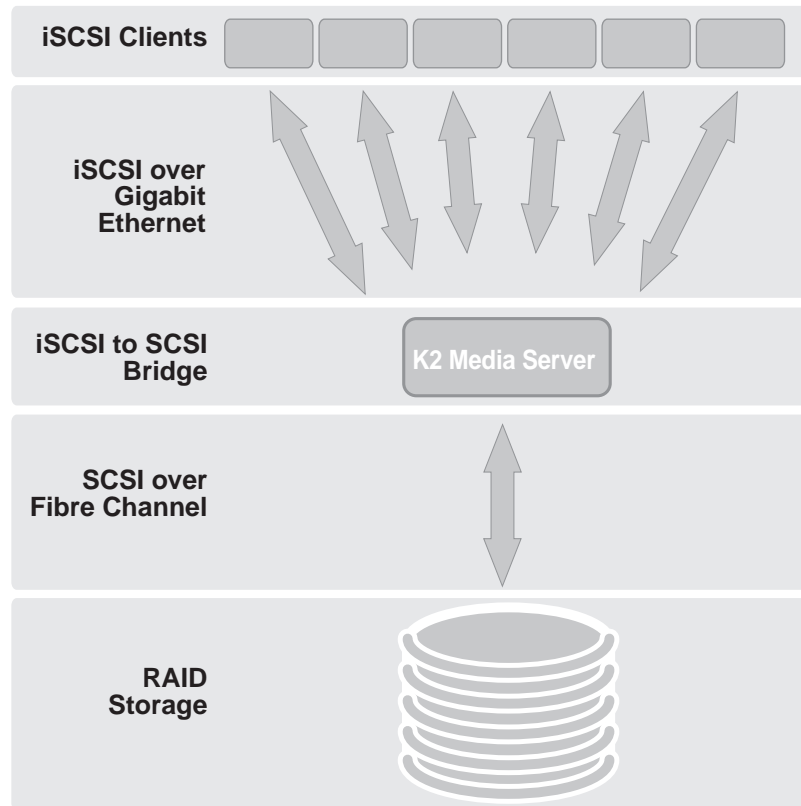 iSCSI Clients
iSCSI over
Gigabit
Ethernet
iSCSI to SCSI
Bridge
K2 Media Server
SCSI over
Fibre Channel
RAID
Storage